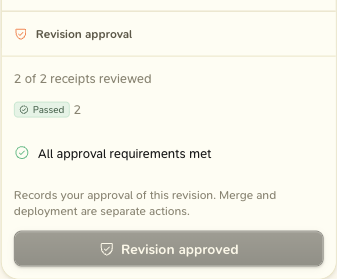 Revision approval
2 of 2 receipts reviewed
Passed 2
All approval requirements met
Records your approval of this revision. Merge and
deployment are separate actions.
Revision approved